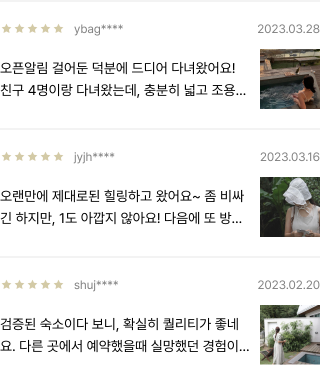 ybag**** 2023.03.28
오픈알림 걸어둔 덕분에 드디어 다녀왔어요!
친구 4명이랑 다녀왔는데, 충분히 넓고 조용...
jyjh**** 2023.03.16
오랜만에 제대로된 힐링하고 왔어요~ 좀 비싸
긴 하지만, 1도 아깝지 않아요! 다음에 또 방...
shuj**** 2023.02.20
검증된 숙소이다 보니, 확실히 퀄리티가 좋네
요. 다른 곳에서 예약했을때 실망했던 경험이...